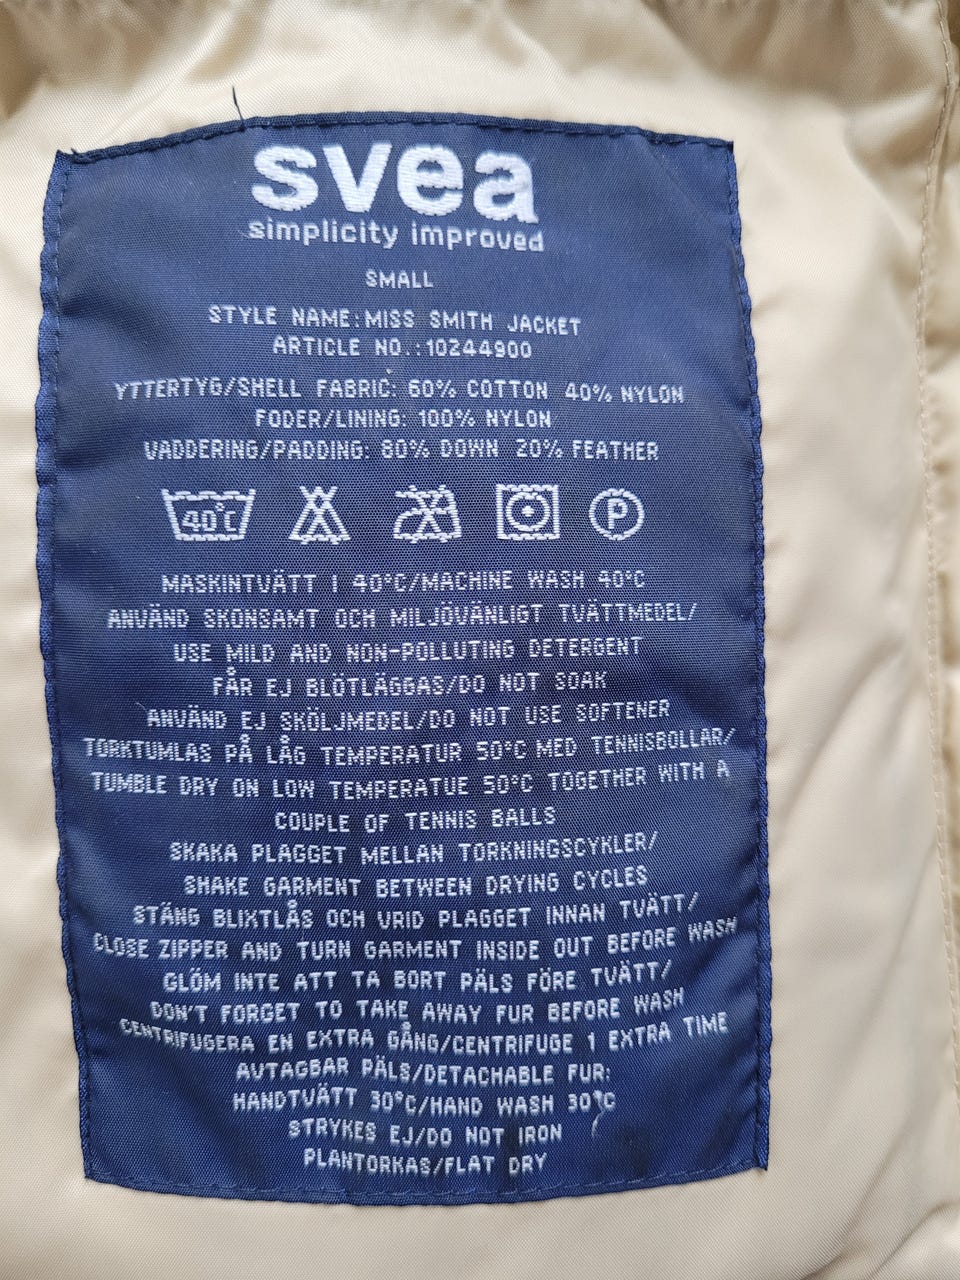 svea
simplicity improved
SMALL
STYLE NAME:MISS SMITH JACKET
ARTICLE NO.:10244900
YTTERTYG/SHELL FABRIC: 60% COTTON 40% NYLON
FODER/LINING: 100% NYLON
VADDERING/PADDING: 80% DOWN 20% FEATHER
40°C P
MASKINTVÄTT I 40°C/MACHINE WASH 40°C
ANVÄND SKONSAMT OCH MILJÖVÄNLIGT TVÄTTMEDEL/
USE MILD AND NON-POLLUTING DETERGENT
FÅR EJ BLÖTLÄGGAS/DO NOT SOAK
ANVÄND EJ SKÖLJMEDEL/DO NOT USE SOFTENER
TORKTUMLAS PÅ LÅG TEMPERATUR 50°C MED TENNISBOLLAR/
TUMBLE DRY ON LOW TEMPERATUE 50°C TOGETHER WITH A
COUPLE OF TENNIS BALLS
SKAKA PLAGGET MELLAN TORKNINGSCYKLER/
SHAKE GARMENT BETWEEN DRYING CYCLES
STÄNG BLIXTLÅS OCH VRID PLAGGET INNAN TVÄTT/
CLOSE ZIPPER AND TURN GARMENT INSIDE OUT BEFORE WASH
GLÖM INTE ATT TA BORT PÄLS FÖRE TVÄTT/
DON'T FORGET TO TAKE AWAY FUR BEFORE WASH
CENTRIFUGERA EN EXTRA GÅNG/CENTRIFUGE 1 EXTRA TIME
AVTAGBAR PÄLS/DETACHABLE FUR:
HANDTVÄTT 30°C/HAND WASH 30°C
STRYKES EJ/DO NOT IRON
PLANTORKAS/FLAT DRY